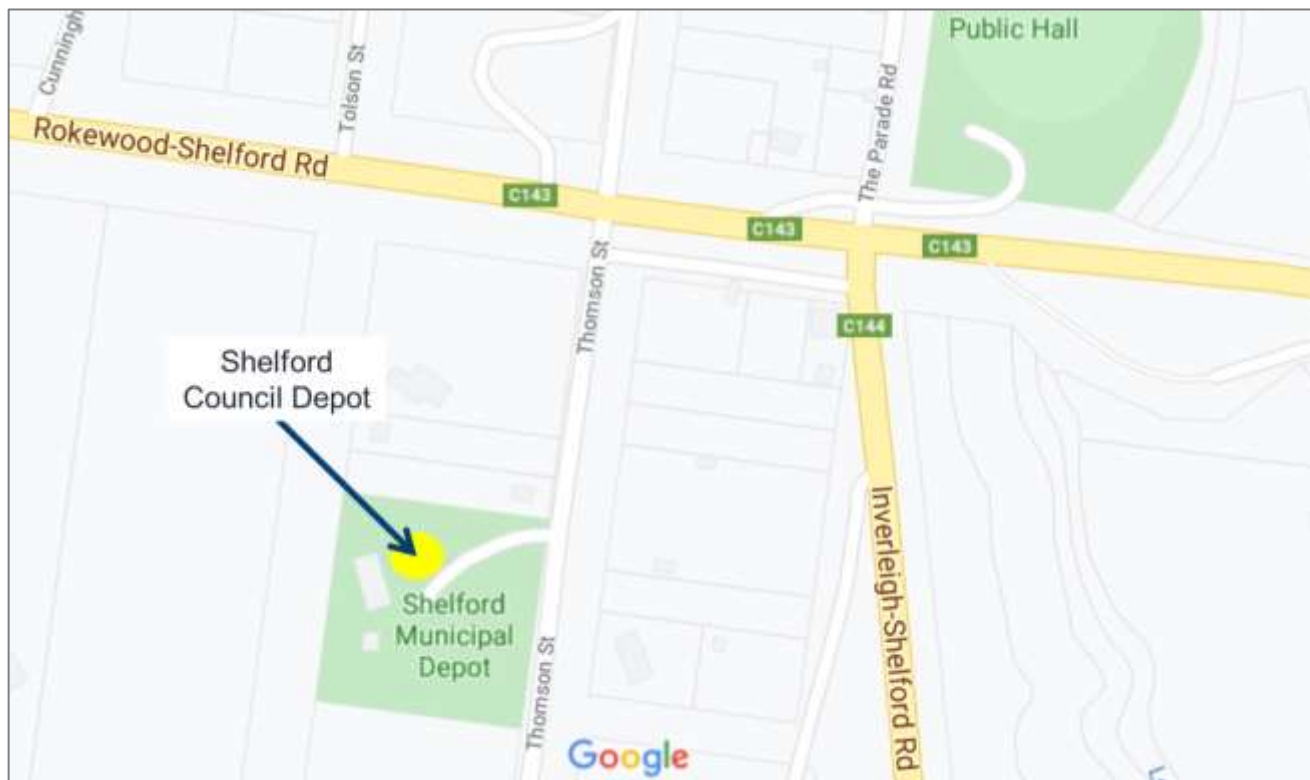 Public Hall
Cunningh
Tolson St
The Parade Rd
Rokewood-Shelford Rd
C143
C143
C143
Thomson St
C144
Shelford
Council Depot
Inverleigh-Shelford Rd
Shelford
Municipal
Depot
Thomson St
Google